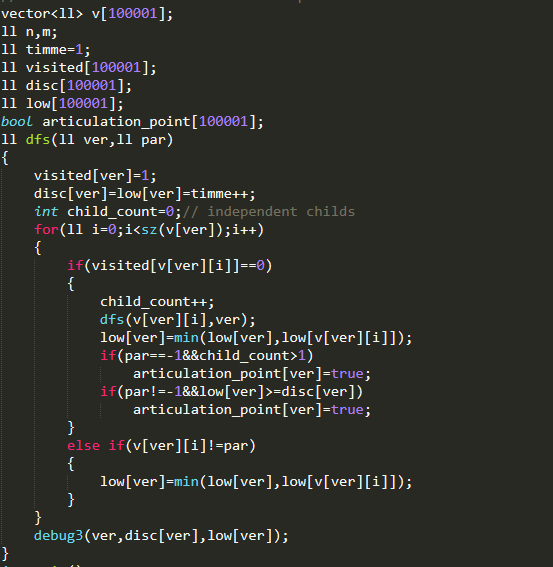 vector<ll> v[100001];
ll n,m;
ll timme=1;
ll visited[100001];
ll disc[100001];
ll low[100001];
bool articulation_point[100001];
ll dfs(ll ver,ll par)
{
    visited[ver]=1;
    disc[ver]=low[ver]=timme++;
    int child_count=0;// independent childs
    for(ll i=0;i<sz(v[ver]);i++)
    {
        if(visited[v[ver][i]]==0)
        {
            child_count++;
            dfs(v[ver][i],ver);
            low[ver]=min(low[ver],low[v[ver][i]]);
            if(par==-1&&child_count>1)
                articulation_point[ver]=true;
            if(par!=-1&&low[ver]>=disc[ver])
                articulation_point[ver]=true;
        }
        else if(v[ver][i]!=par)
        {
            low[ver]=min(low[ver],low[v[ver][i]]);
        }
    }
    debug3(ver,disc[ver],low[ver]);
}